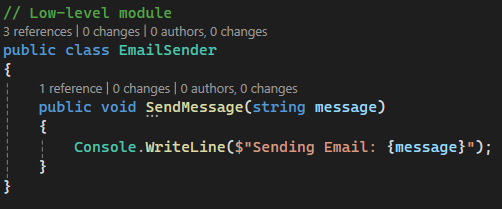 // Low-level module
3 references | 0 changes | 0 authors, 0 changes
public class EmailSender
{
1 reference | 0 changes | 0 authors, 0 changes
public void SendMessage(string message)
{
Console.WriteLine($"Sending Email: {message}");
}
}